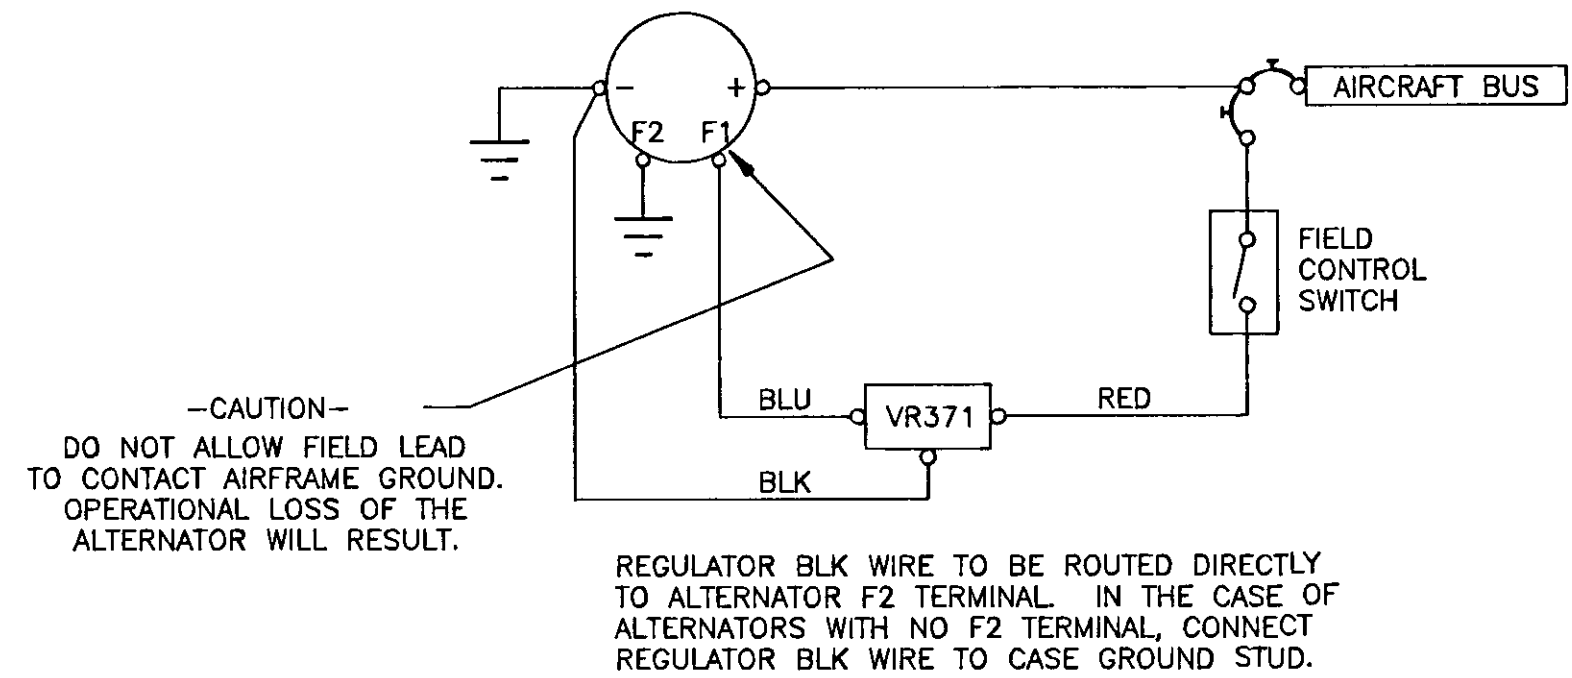 - +
AIRCRAFT BUS
F2 F1
FIELD
CONTROL
SWITCH
BLU
VR371
RED
BLK
-CAUTION-
DO NOT ALLOW FIELD LEAD
TO CONTACT AIRFRAME GROUND.
OPERATIONAL LOSS OF THE
ALTERNATOR WILL RESULT.
REGULATOR BLK WIRE TO BE ROUTED DIRECTLY
TO ALTERNATOR F2 TERMINAL. IN THE CASE OF
ALTERNATORS WITH NO F2 TERMINAL, CONNECT
REGULATOR BLK WIRE TO CASE GROUND STUD.